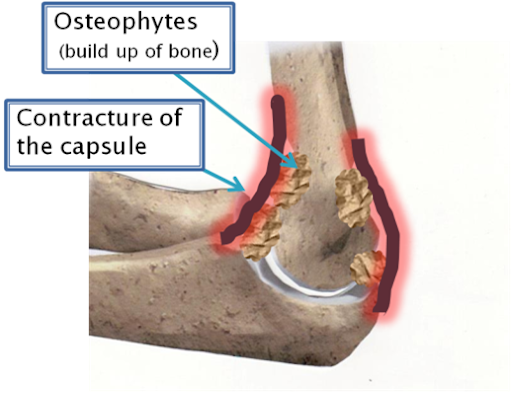 Osteophytes
(build up of bone)
Contracture of
the capsule